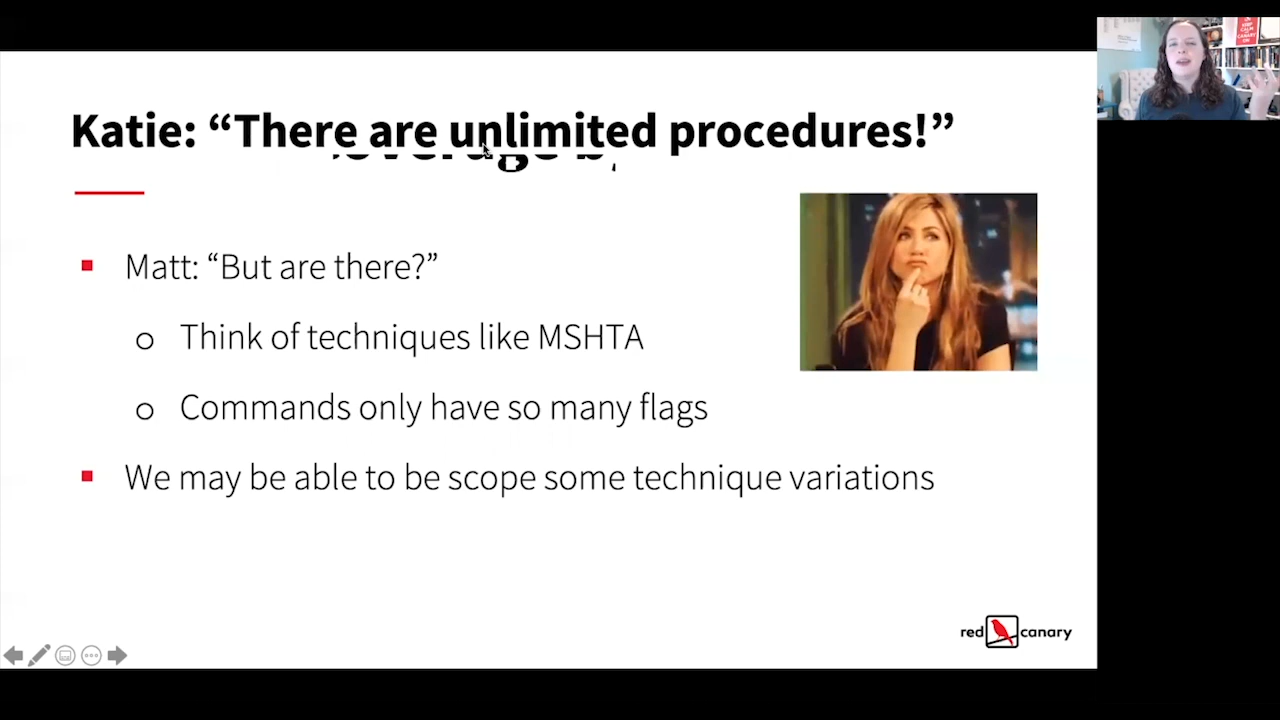 Katie: “There are unlimited procedures!”
Matt: “But are there?”
Think of techniques like MSHTA
Commands only have so many flags
We may be able to be scope some technique variations
red canary